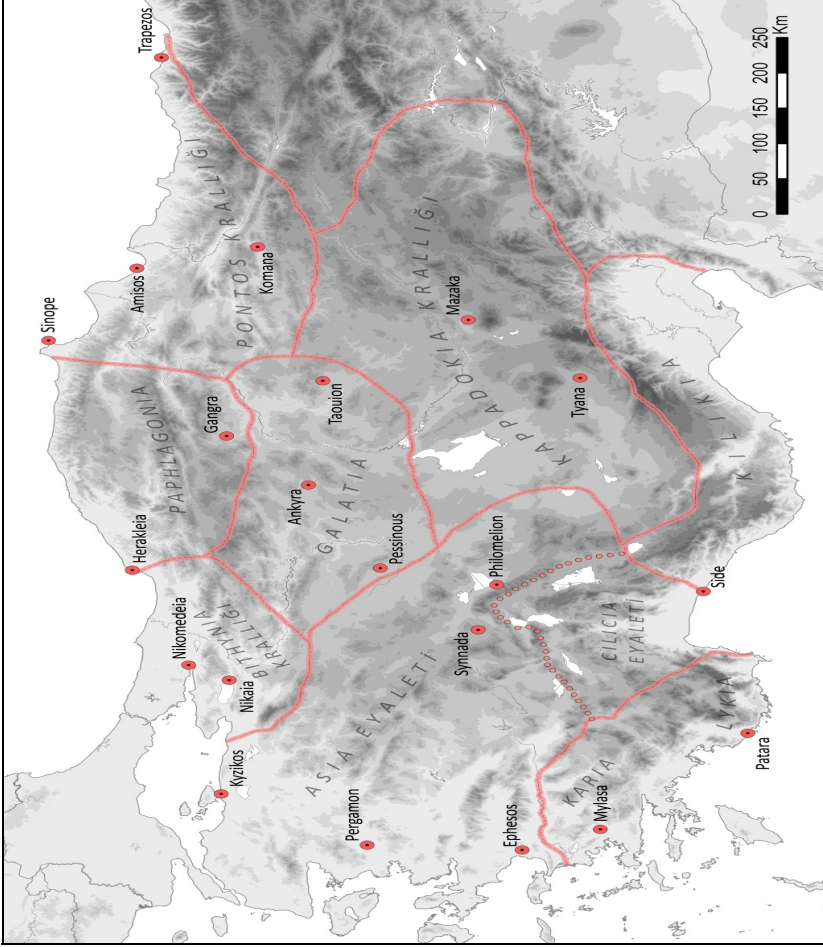 Sinope
Herakleia
Amisos
Trapezos
PAPHLAGONIA
Nikomedeia
BITHYNIA
KRALLIĞI
Gangra
PONTOS KRALLIĞI
Kyzikos
Nikaia
Komana
Ankyra
GALATIA
Taouion
Pergamon
ASIA EYALETİ
Pessinous
Synnada
Philomelion
KAPPADOKIA KRALLIĞI
Mazaka
Ephesos
KARIA
Mylasa
CILICIA
EYALETİ
Tyana
KILIKIA
Patara
LYKIA
Side
0 50 100 150 200 250
Km